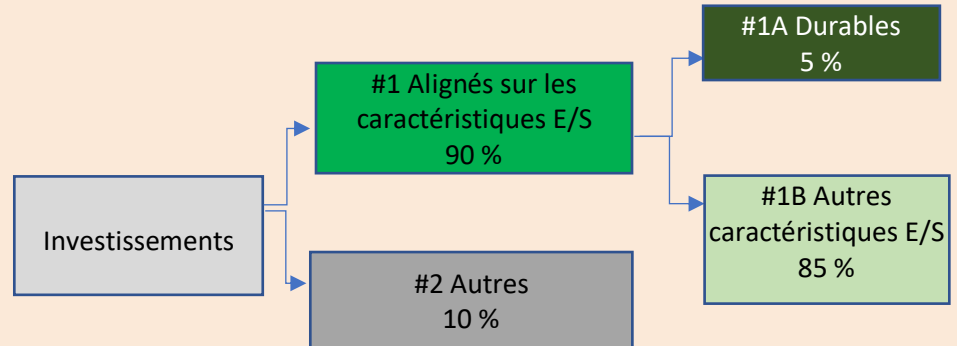 Investissements
#1 Alignés sur les
caractéristiques E/S
90 %
#2 Autres
10 %
#1A Durables
5 %
#1B Autres
caractéristiques E/S
85 %